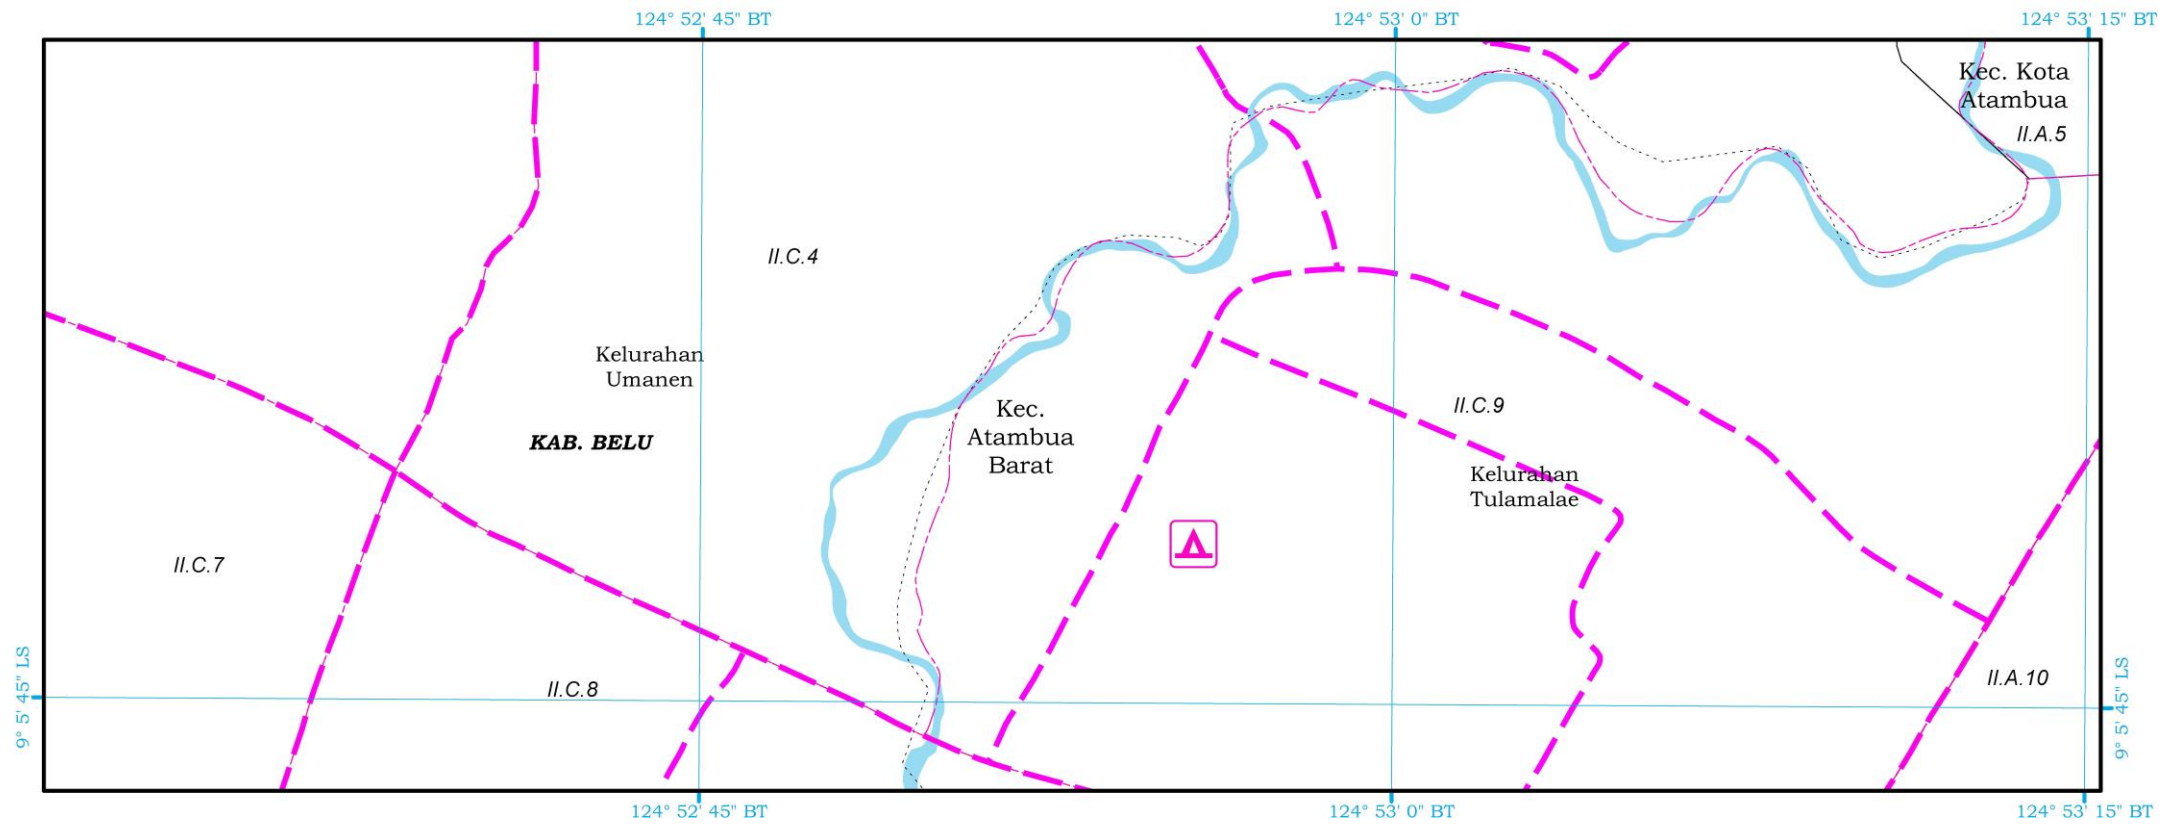 124° 52' 45" BT
124° 53' 0" BT
124° 53' 15" BT
Kec. Kota
Atambua
II.A.5
II.C.4
Kelurahan
Umanen
KAB. BELU
Kec.
Atambua
Barat
II.C.9
Kelurahan
Tulamalae
II.C.7
II.C.8
II.A.10
9° 5' 45" LS
9° 5' 45" LS
124° 52' 45" BT
124° 53' 0" BT
124° 53' 15" BT